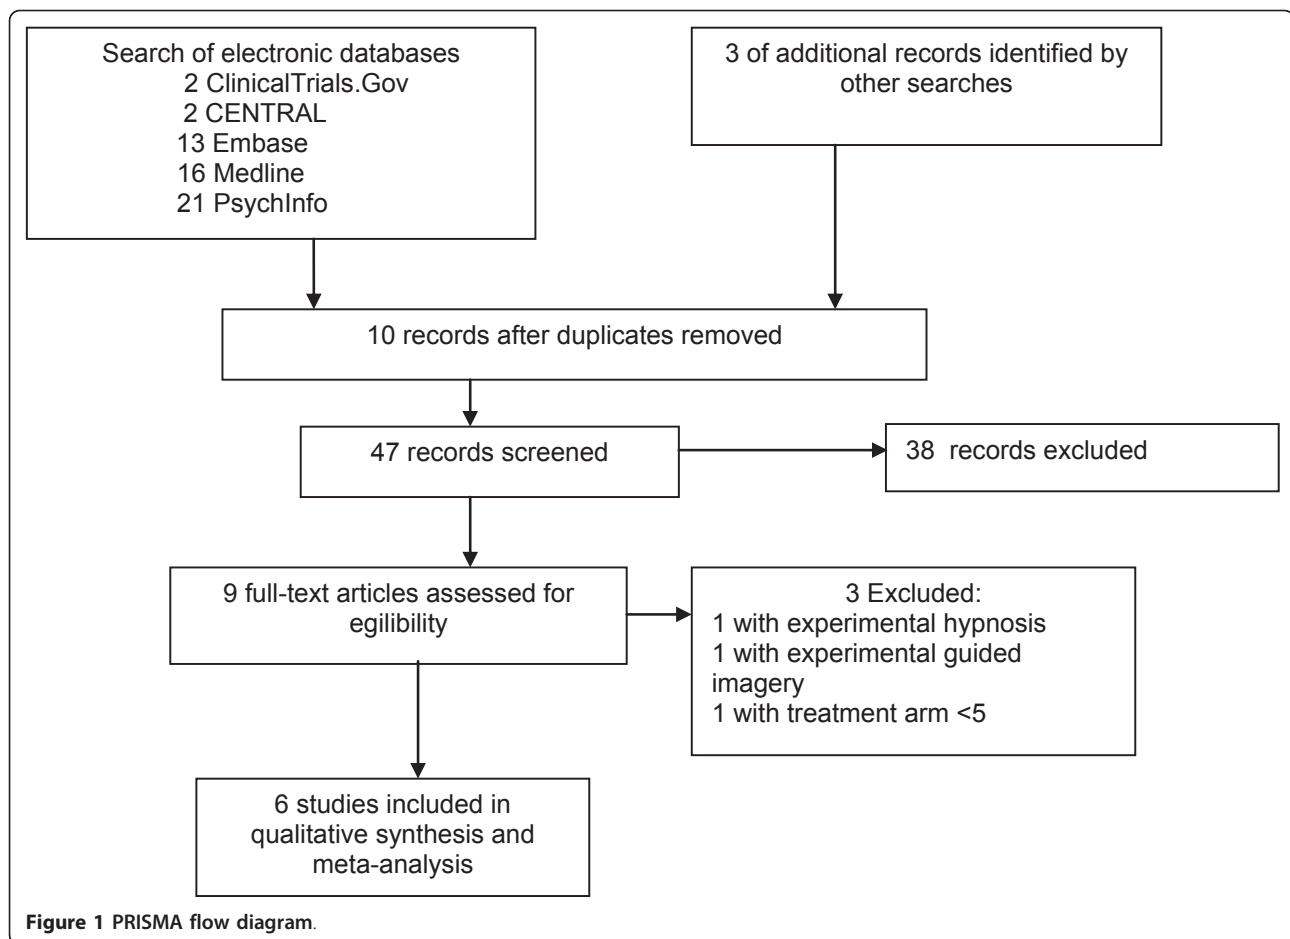 Search of electronic databases
2 ClinicalTrials.Gov
2 CENTRAL
13 Embase
16 Medline
21 PsychInfo
3 of additional records identified by
other searches
10 records after duplicates removed
47 records screened
38 records excluded
9 full-text articles assessed for
egilibility
3 Excluded:
1 with experimental hypnosis
1 with experimental guided
imagery
1 with treatment arm <5
6 studies included in
qualitative synthesis and
meta-analysis
Figure 1 PRISMA flow diagram.